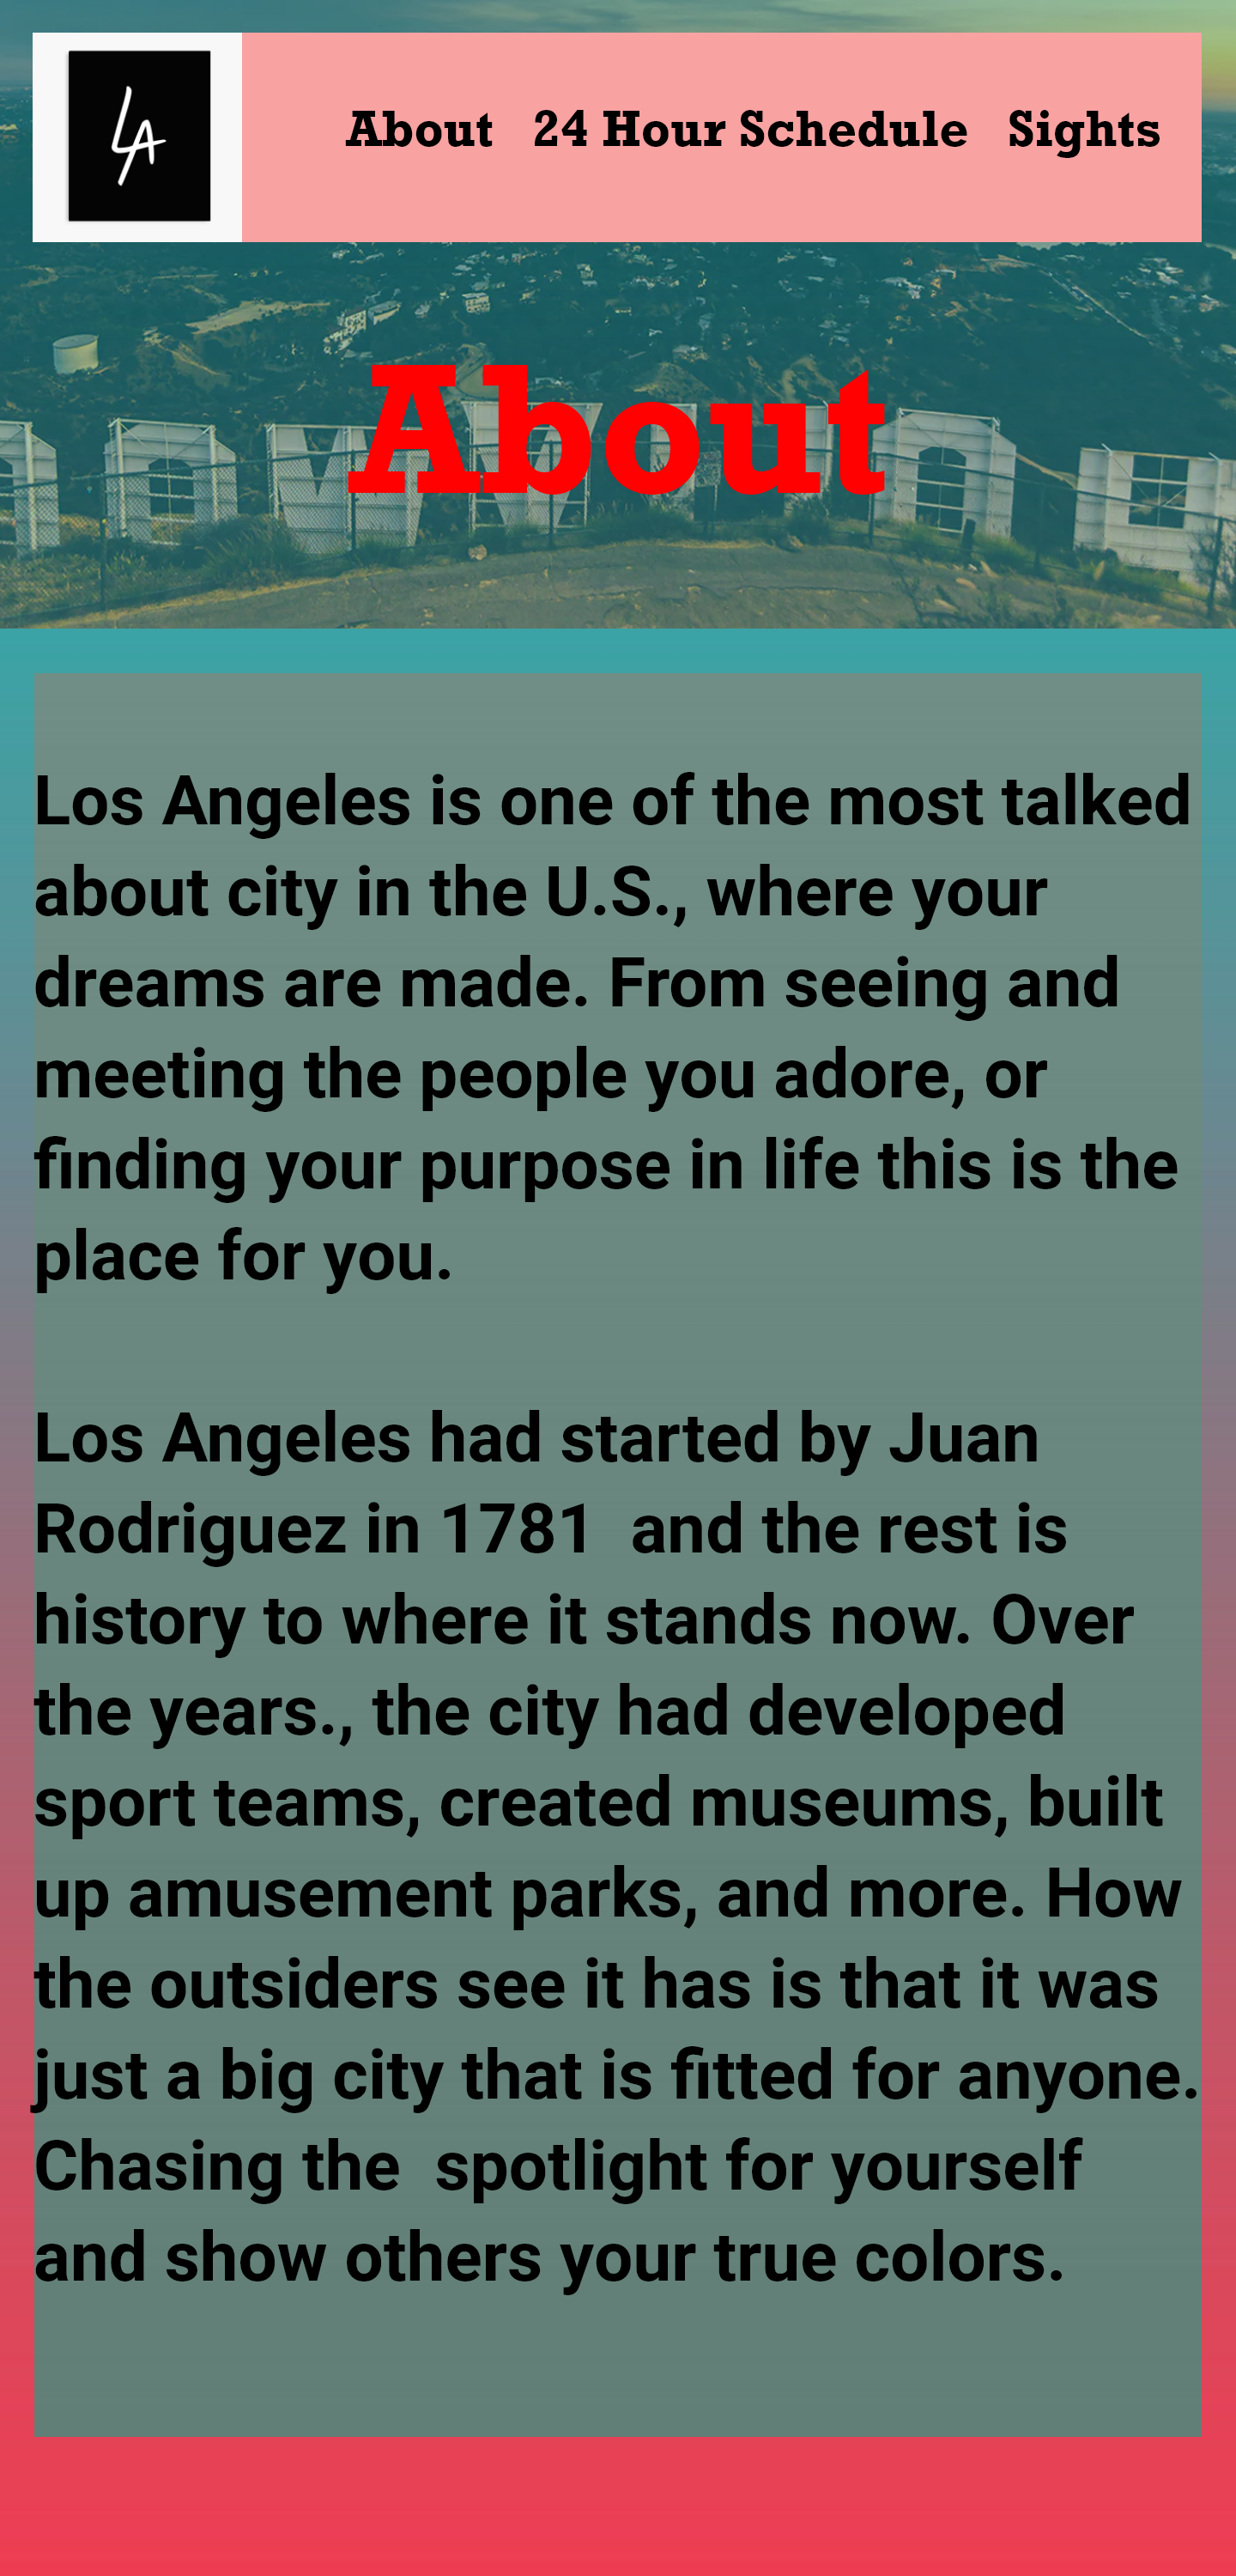 LA
About 24 Hour Schedule Sights
About
Los Angeles is one of the most talked
about city in the U.S., where your
dreams are made. From seeing and
meeting the people you adore, or
finding your purpose in life this is the
place for you.
Los Angeles had started by Juan
Rodriguez in 1781  and the rest is
history to where it stands now. Over
the years., the city had developed
sport teams, created museums, built
up amusement parks, and more. How
the outsiders see it has is that it was
just a big city that is fitted for anyone.
Chasing the  spotlight for yourself
and show others your true colors.